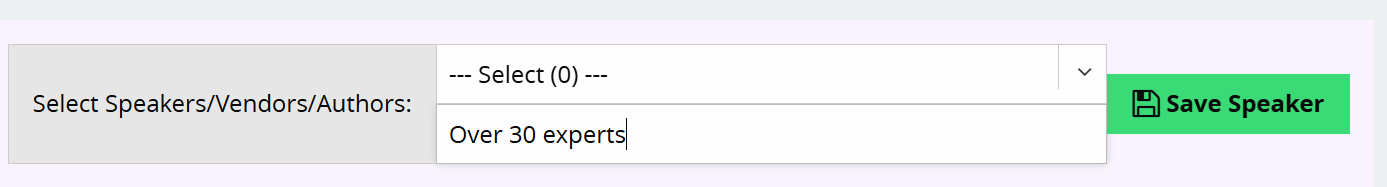 Select Speakers/Vendors/Authors:
--- Select (0) ---
Over 30 experts
Save Speaker